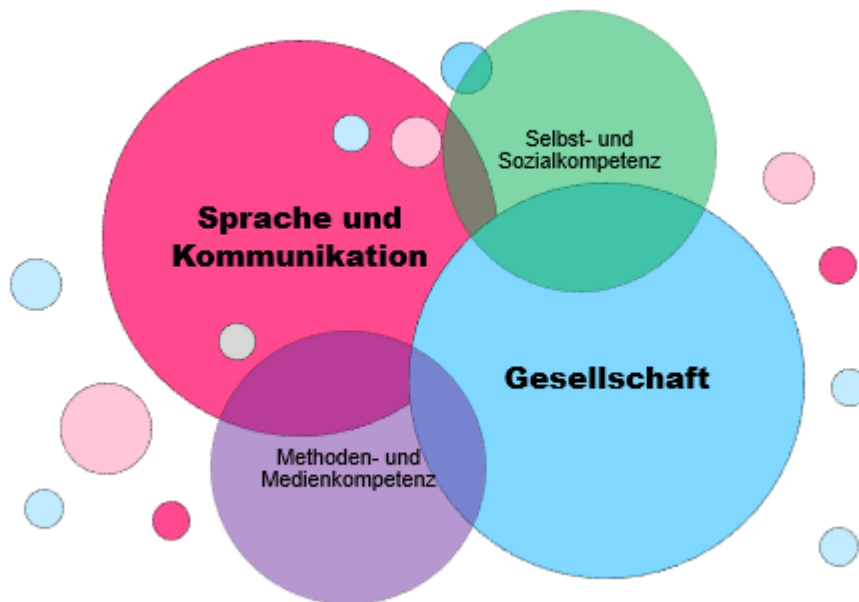 Selbst- und
Sozialkompetenz
Sprache und
Kommunikation
Gesellschaft
Methoden- und
Medienkompetenz